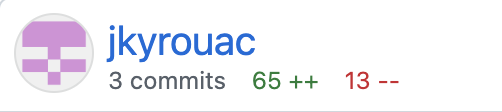 jkyrouac
3 commits 65 ++ 13 --